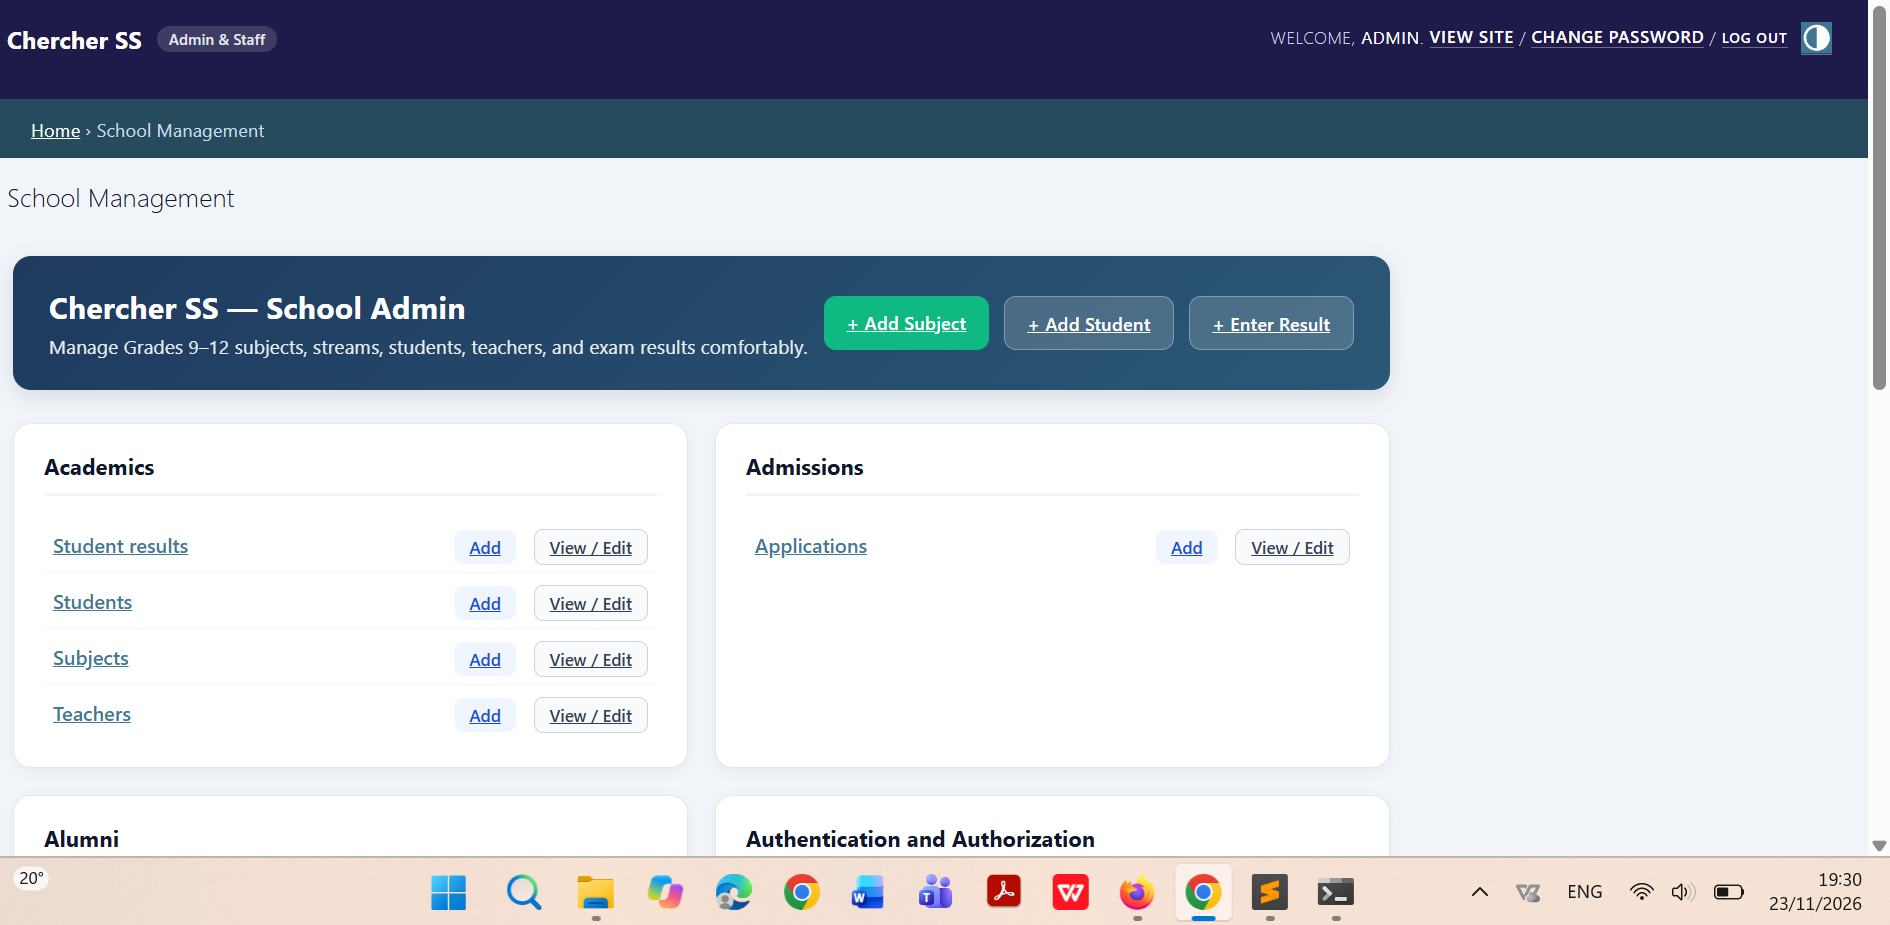 Chercher SS Admin & Staff
WELCOME, ADMIN. VIEW SITE / CHANGE PASSWORD / LOG OUT
Home › School Management
School Management
Chercher SS — School Admin
Manage Grades 9–12 subjects, streams, students, teachers, and exam results comfortably.
+ Add Subject
+ Add Student
+ Enter Result
Academics
Student results Add View / Edit
Students Add View / Edit
Subjects Add View / Edit
Teachers Add View / Edit
Admissions
Applications Add View / Edit
Alumni
Authentication and Authorization
20°
ENG
19:30
23/11/2026